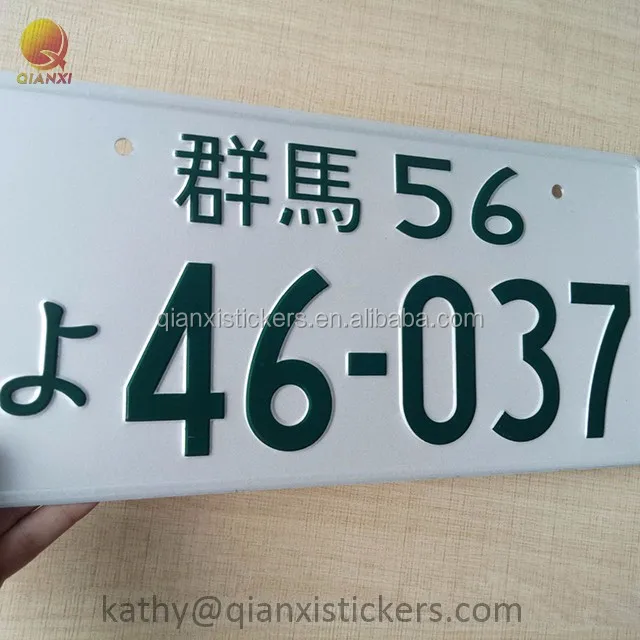 QIANXI
群馬 56
よ 46-037
qianxistickers.en.alibaba.com
kathy@qianxistickers.com